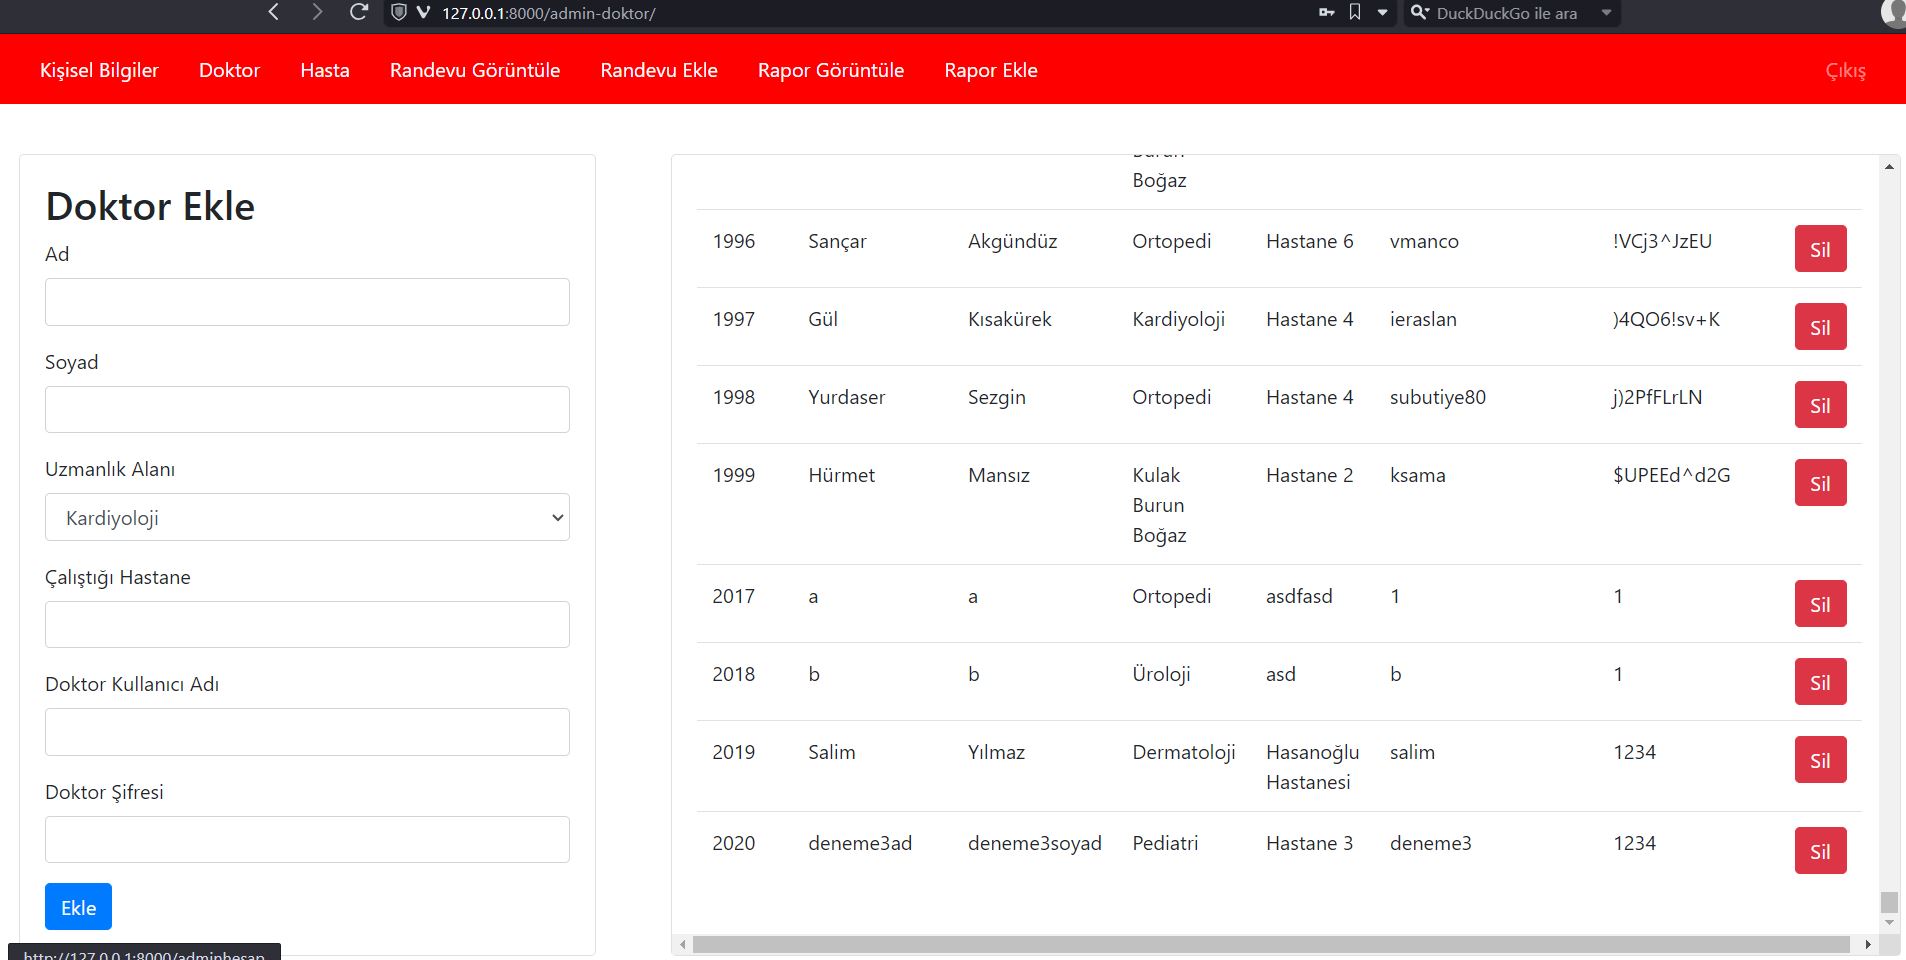 127.0.0.1:8000/admin-doktor/
DuckDuckGo ile ara
Kişisel Bilgiler Doktor Hasta Randevu Görüntüle Randevu Ekle Rapor Görüntüle Rapor Ekle Çıkış
Doktor Ekle
Ad
Soyad
Uzmanlık Alanı
Kardiyoloji
Çalıştığı Hastane
Doktor Kullanıcı Adı
Doktor Şifresi
Ekle
Burun
Boğaz
1996 Sançar Akgündüz Ortopedi Hastane 6 vmanco !VCj3^JzEU Sil
1997 Gül Kısakürek Kardiyoloji Hastane 4 ieraslan )4QO6!sv+K Sil
1998 Yurdaser Sezgin Ortopedi Hastane 4 subutiye80 j)2PfFLrLN Sil
1999 Hürmet Mansız Kulak Hastane 2 ksama $UPEEd^d2G Sil
Burun
Boğaz
2017 a a Ortopedi asdfasd 1 1 Sil
2018 b b Üroloji asd b 1 Sil
2019 Salim Yılmaz Dermatoloji Hasanoğlu salim 1234 Sil
Hastanesi
2020 deneme3ad deneme3soyad Pediatri Hastane 3 deneme3 1234 Sil
http://127.0.0.1:8000/adminhesap